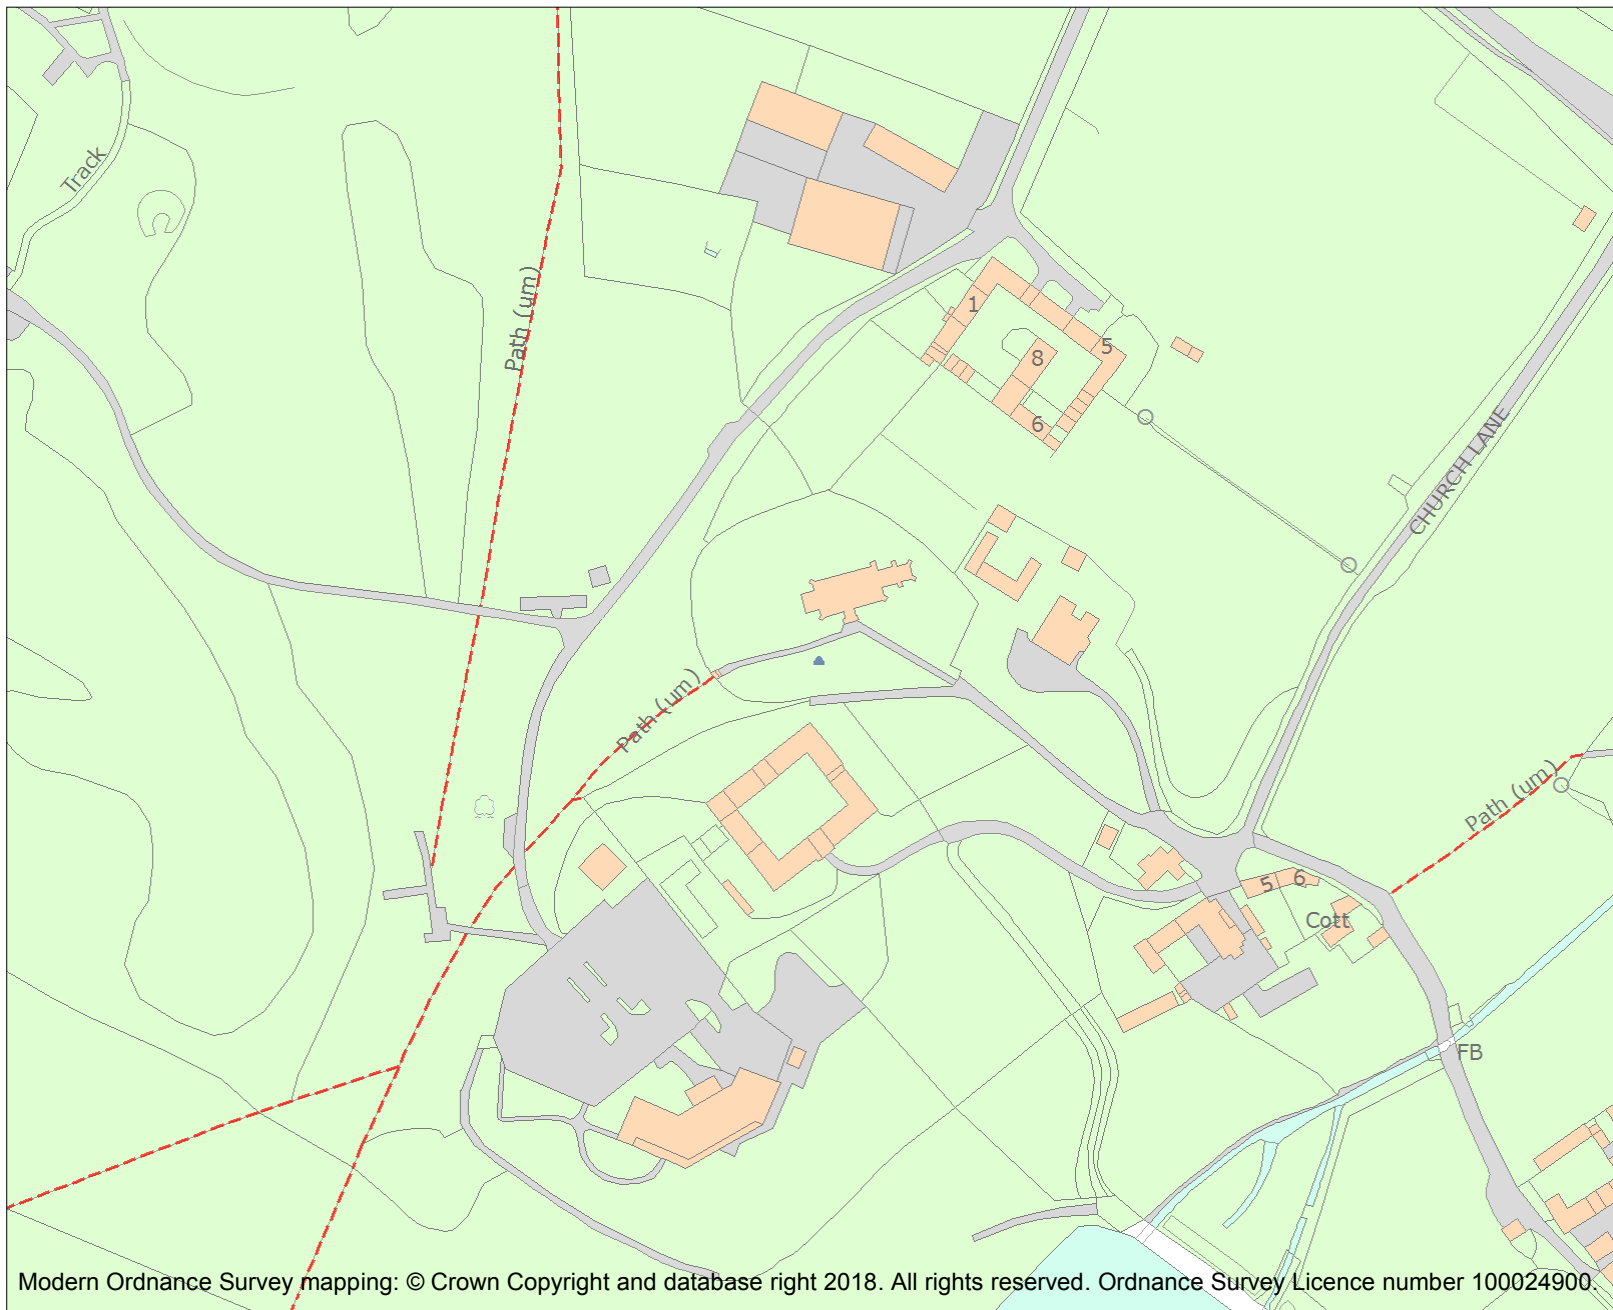 Track
Path (um)
1
5
8
6
CHURCH LANE
Path (um)
Path (um)
5
6
Cott
FB
Modern Ordnance Survey mapping: © Crown Copyright and database right 2018. All rights reserved. Ordnance Survey Licence number 100024900.